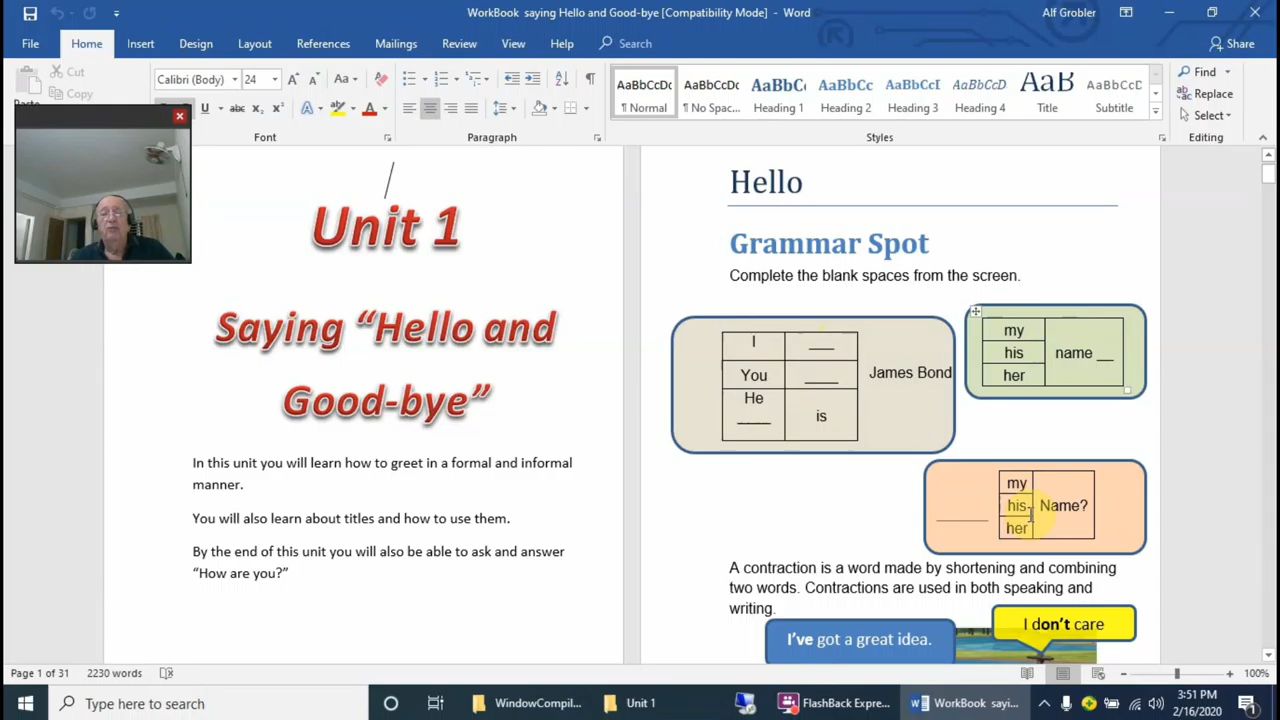 WorkBook saying Hello and Good-bye [Compatibility Mode] - Word
Alf Grobler
File Home Insert Design Layout References Mailings Review View Help Search Share
Cut
Copy
Calibri (Body) 24
Aa
Font
Paragraph
AaBbCcDc AaBbCcDc AaBbCc AaBbCcI AaBbCcI AaBbCcI AaB AaBbCcI
¶ Normal ¶ No Spac... Heading 1 Heading 2 Heading 3 Heading 4 Title Subtitle
Styles
Find
Replace
Select
Editing
Unit 1
Saying “Hello and
Good-bye”
In this unit you will learn how to greet in a formal and informal
manner.
You will also learn about titles and how to use them.
By the end of this unit you will also be able to ask and answer
“How are you?”
Hello
Grammar Spot
Complete the blank spaces from the screen.
I ___
You ____ James Bond
He
____ is
my
his name __
her
my
______ his Name?
her
A contraction is a word made by shortening and combining
two words. Contractions are used in both speaking and
writing.
I've got a great idea.
I don't care
Page 1 of 31 2230 words 100%
Type here to search
WindowCompil... Unit 1 FlashBack Expre... WorkBook sayi...
3:51 PM
2/16/2020